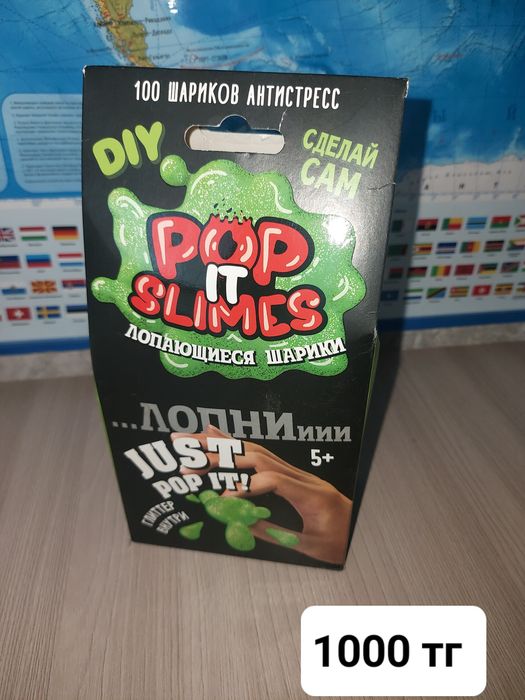 100 ШАРИКОВ АНТИСТРЕСС
DIY
СДЕЛАЙ
САМ
POP
IT
SLIMES
ЛОПАЮЩИЕСЯ ШАРИКИ
...ЛОПНИиии
5+
JUST
POP IT!
ГЛИТТЕР
ВНУТРИ
1000 тг